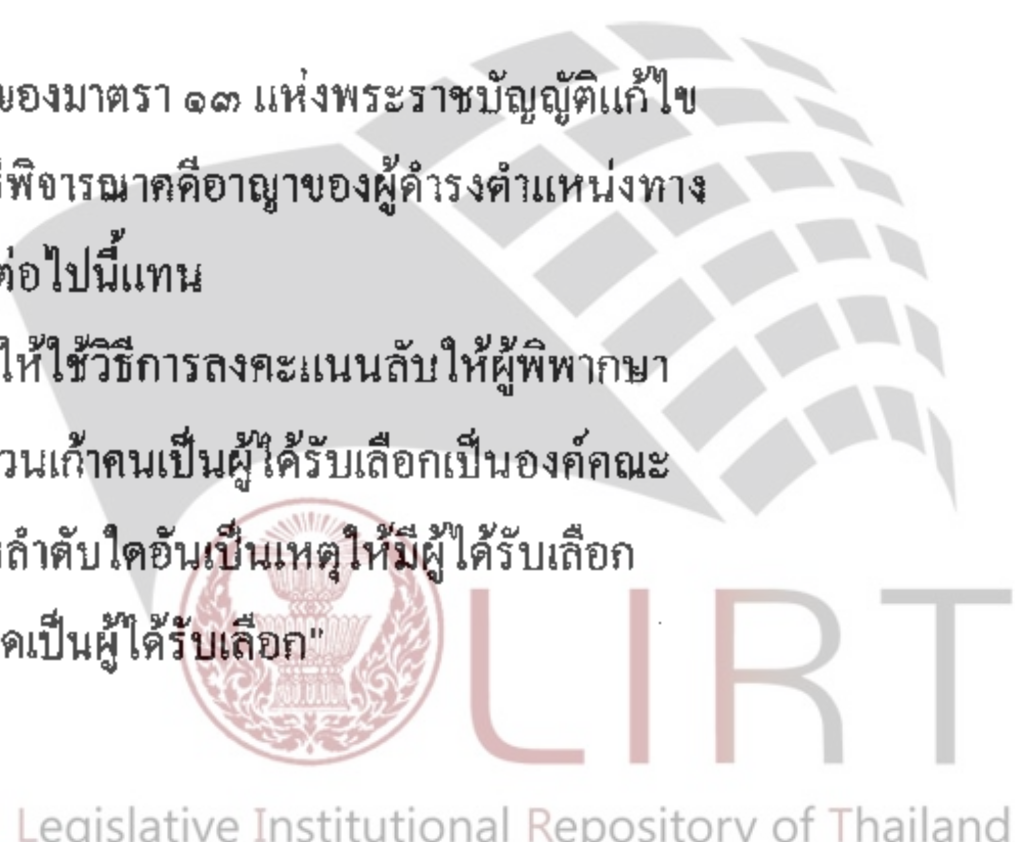 ของมาตรา ๑๓ แห่งพระราชบัญญัติแก้ไข
พิจารณาคดีอาญาของผู้ดำรงตำแหน่งทาง
ต่อไปนี้แทน
ให้ใช้วิธีการลงคะแนนลับให้ผู้พิพากษา
วนเก้าคนเป็นผู้ได้รับเลือกเป็นองค์คณะ
ลำดับใดอันเป็นเหตุให้มีผู้ได้รับเลือก
ดเป็นผู้ได้รับเลือก"
LIRT
Legislative Institutional Repository of Thailand